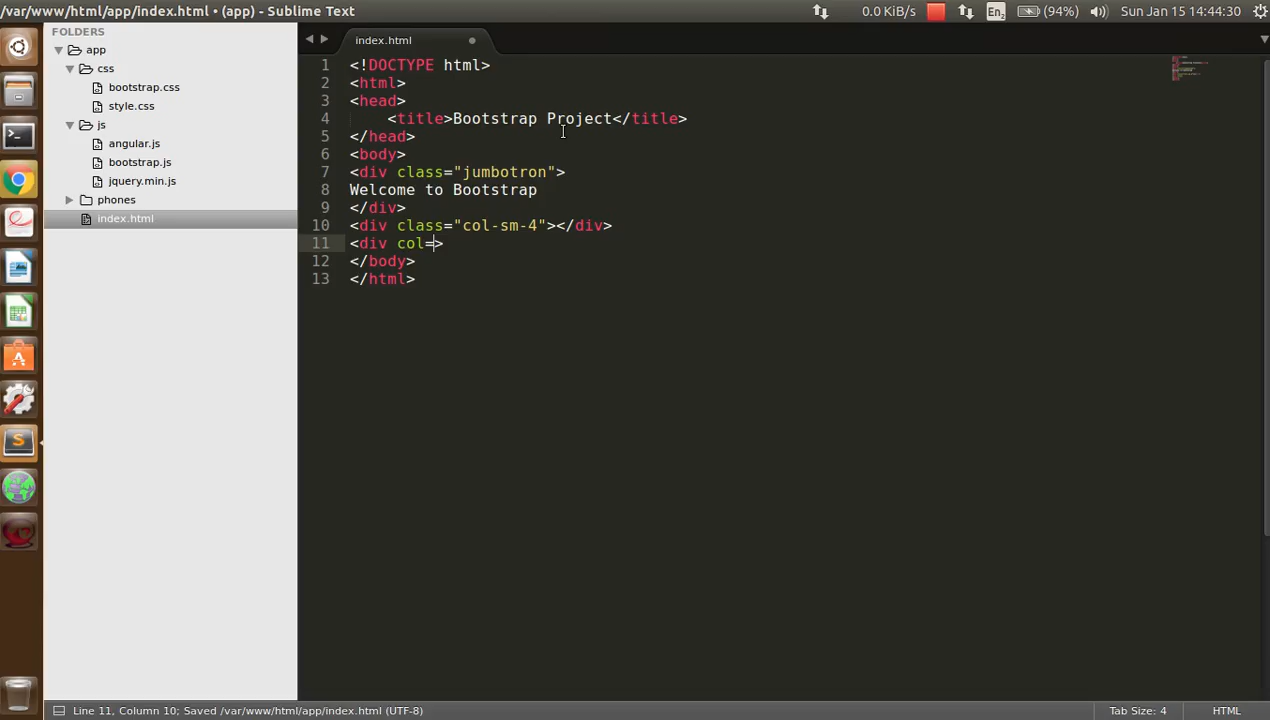 /var/www/html/app/index.html • (app) - Sublime Text
0.0 KiB/s
En2
(94%)
Sun Jan 15 14:44:30
FOLDERS
app
css
bootstrap.css
style.css
js
angular.js
bootstrap.js
jquery.min.js
phones
index.html
index.html
1 <!DOCTYPE html>
2 <html>
3 <head>
4 <title>Bootstrap Project</title>
5 </head>
6 <body>
7 <div class="jumbotron">
8 Welcome to Bootstrap
9 </div>
10 <div class="col-sm-4"></div>
11 <div col=>
12 </body>
13 </html>
Line 11, Column 10; Saved /var/www/html/app/index.html (UTF-8)
Tab Size: 4
HTML